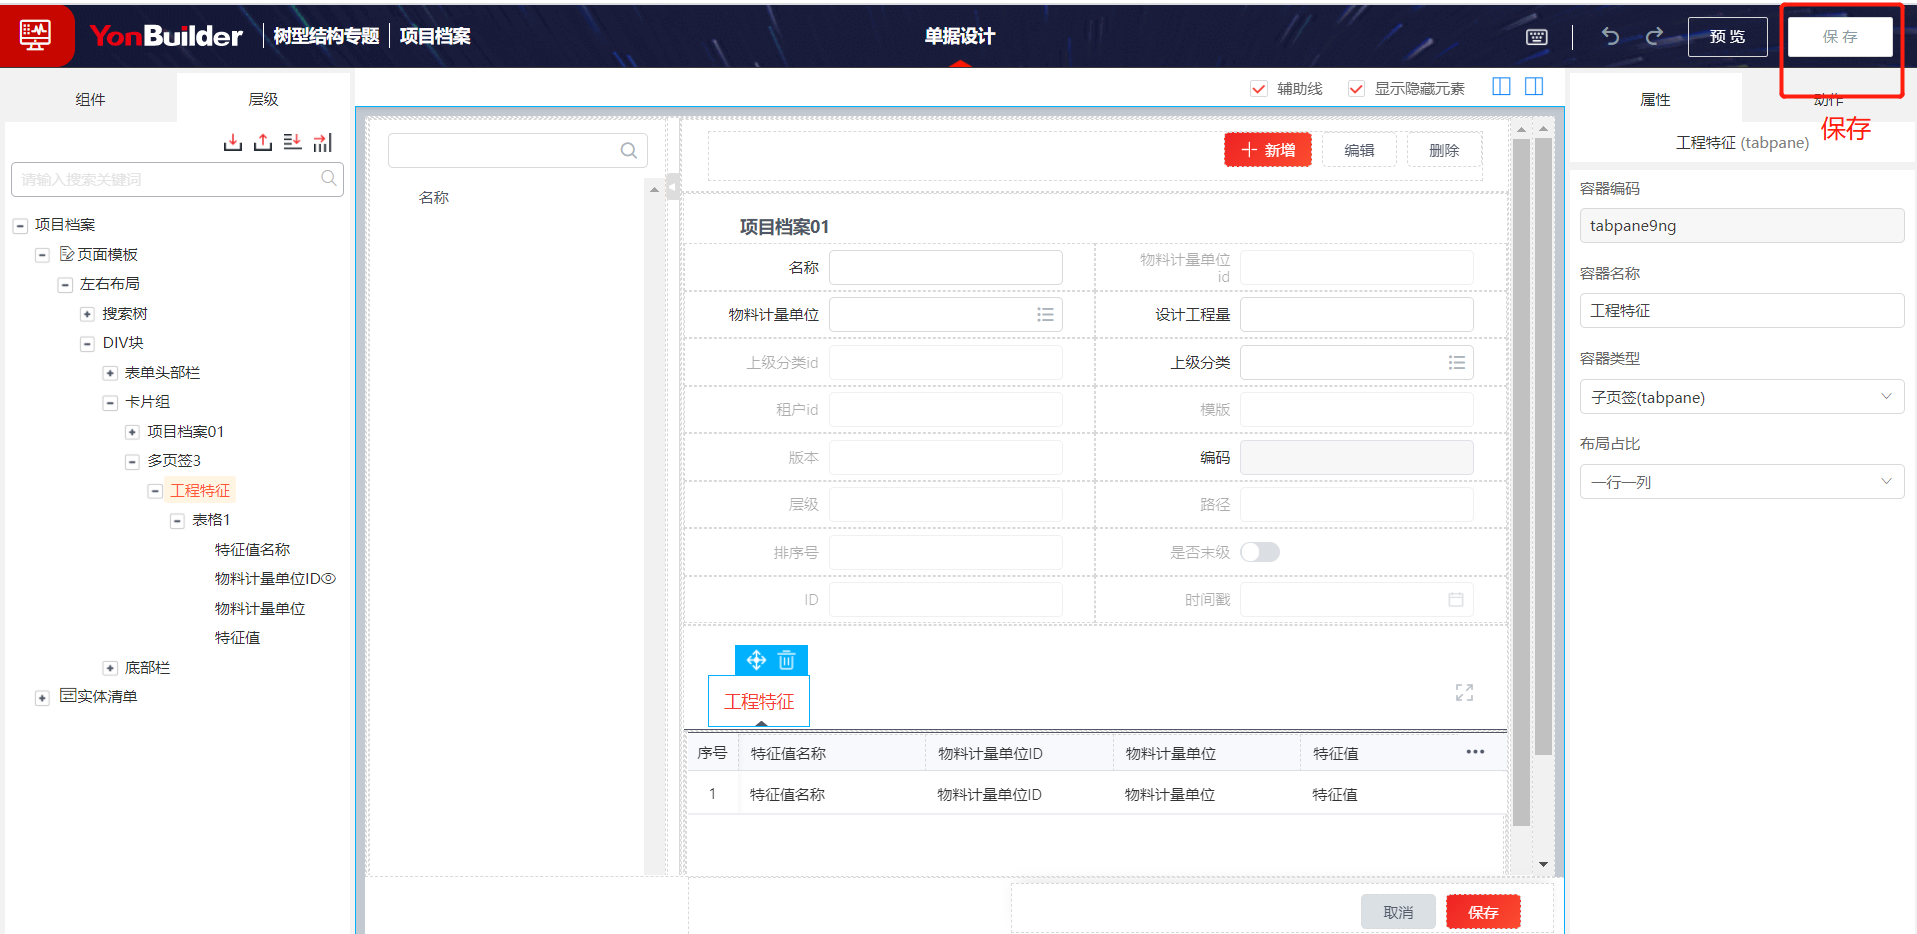 YonBuilder 树型结构专题 项目档案
单据设计
预 览
保 存
组件
层级
请输入搜索关键词
项目档案
页面模板
左右布局
搜索树
DIV块
表单头部栏
卡片组
项目档案01
多页签3
工程特征
表格1
特征值名称
物料计量单位ID
物料计量单位
特征值
底部栏
实体清单
辅助线
显示隐藏元素
名称
新增
编辑
删除
项目档案01
名称
物料计量单位
id
物料计量单位
设计工程量
上级分类id
上级分类
租户id
模版
版本
编码
层级
路径
排序号
是否末级
ID
时间戳
工程特征
序号 特征值名称 物料计量单位ID 物料计量单位 特征值
1 特征值名称 物料计量单位ID 物料计量单位 特征值
取消
保存
属性
动作
保存
工程特征 (tabpane)
容器编码
tabpane9ng
容器名称
工程特征
容器类型
子页签(tabpane)
布局占比
一行一列